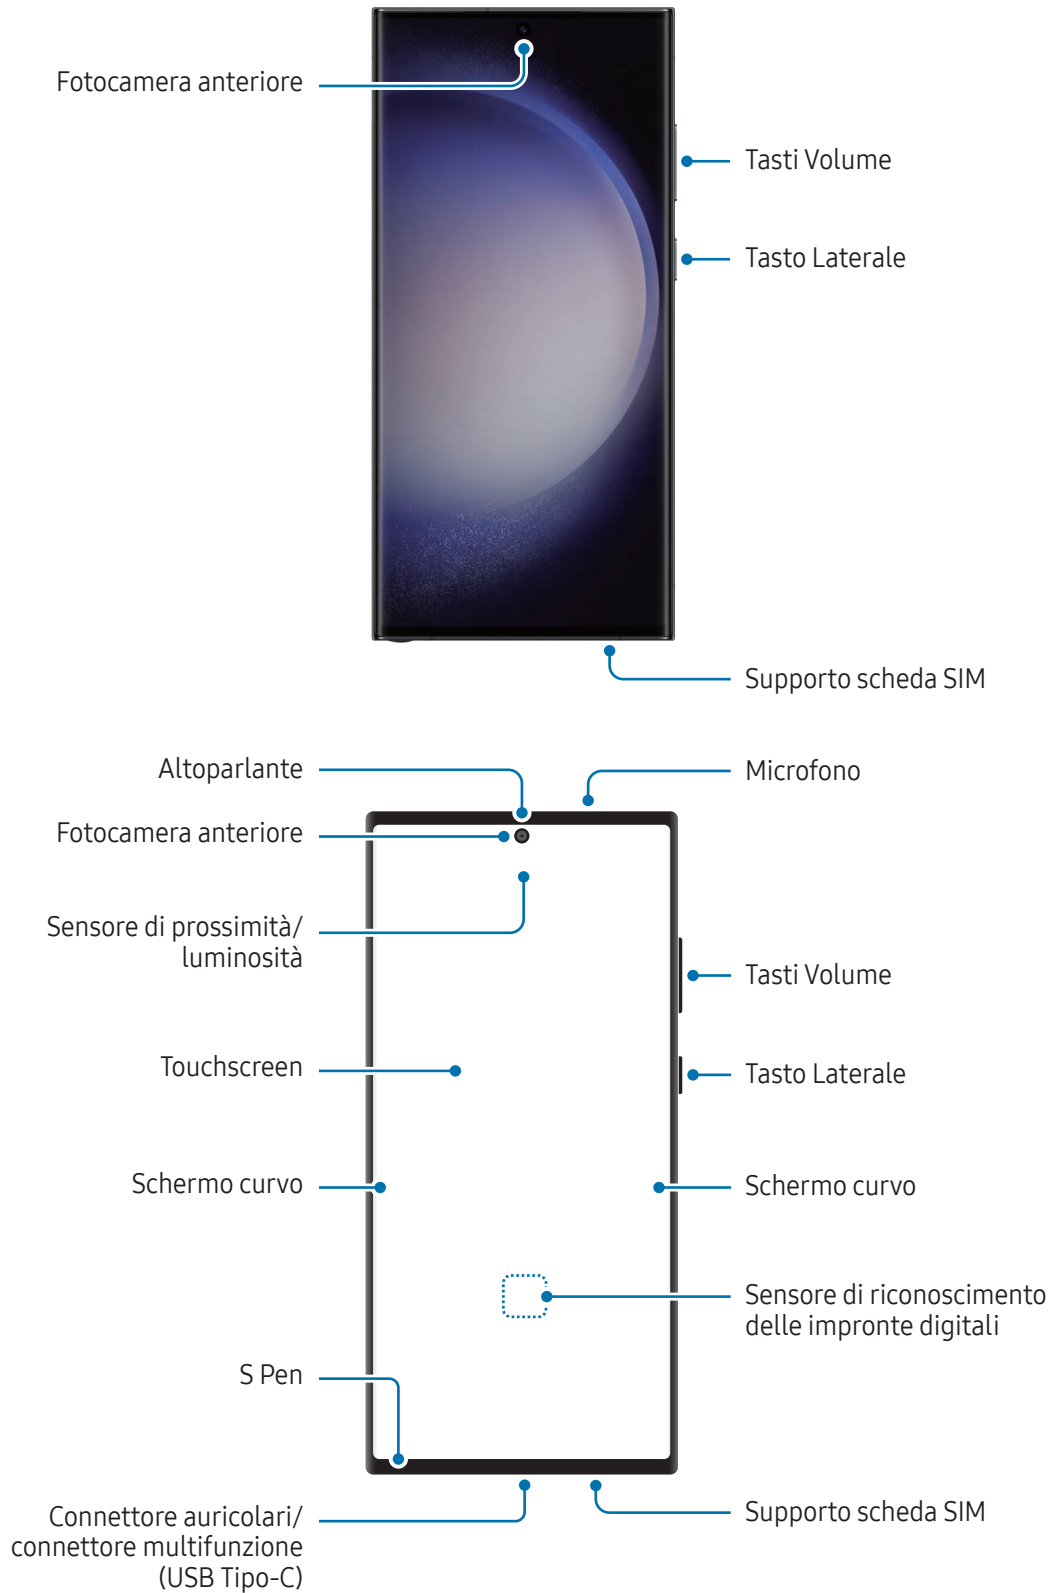 Fotocamera anteriore
Tasti Volume
Tasto Laterale
Supporto scheda SIM
Altoparlante
Microfono
Fotocamera anteriore
Sensore di prossimità/
luminosità
Tasti Volume
Touchscreen
Tasto Laterale
Schermo curvo
Schermo curvo
Sensore di riconoscimento
delle impronte digitali
S Pen
Connettore auricolari/
connettore multifunzione
(USB Tipo-C)
Supporto scheda SIM